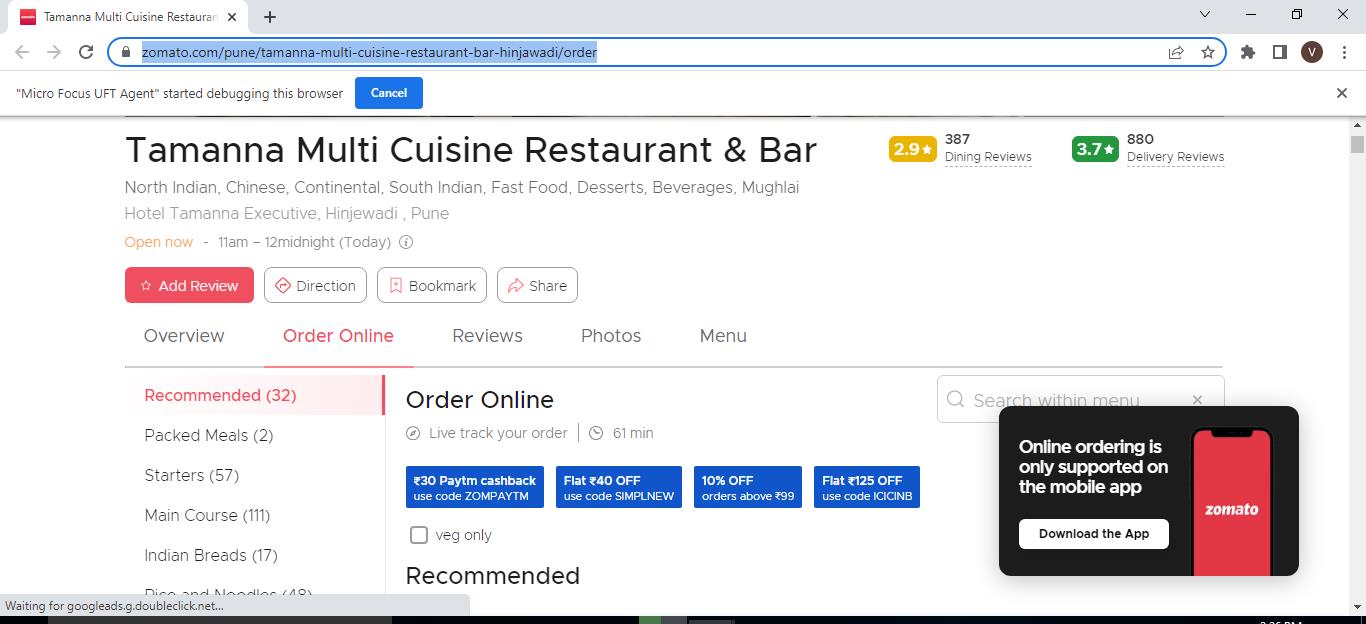 Tamanna Multi Cuisine Restauran
zomato.com/pune/tamanna-multi-cuisine-restaurant-bar-hinjawadi/order
V
"Micro Focus UFT Agent" started debugging this browser
Cancel
Tamanna Multi Cuisine Restaurant & Bar
2.9★
387
Dining Reviews
3.7★
880
Delivery Reviews
North Indian, Chinese, Continental, South Indian, Fast Food, Desserts, Beverages, Mughlai
Hotel Tamanna Executive, Hinjewadi , Pune
Open now - 11am – 12midnight (Today)
Add Review
Direction
Bookmark
Share
Overview
Order Online
Reviews
Photos
Menu
Recommended (32)
Packed Meals (2)
Starters (57)
Main Course (111)
Indian Breads (17)
Rice and Noodles (48)
Order Online
Search within menu
Live track your order
61 min
₹30 Paytm cashback
use code ZOMPAYTM
Flat ₹40 OFF
use code SIMPLNEW
10% OFF
orders above ₹99
Flat ₹125 OFF
use code ICICINB
veg only
Recommended
Online ordering is
only supported on
the mobile app
Download the App
zomato
Waiting for googleads.g.doubleclick.net...